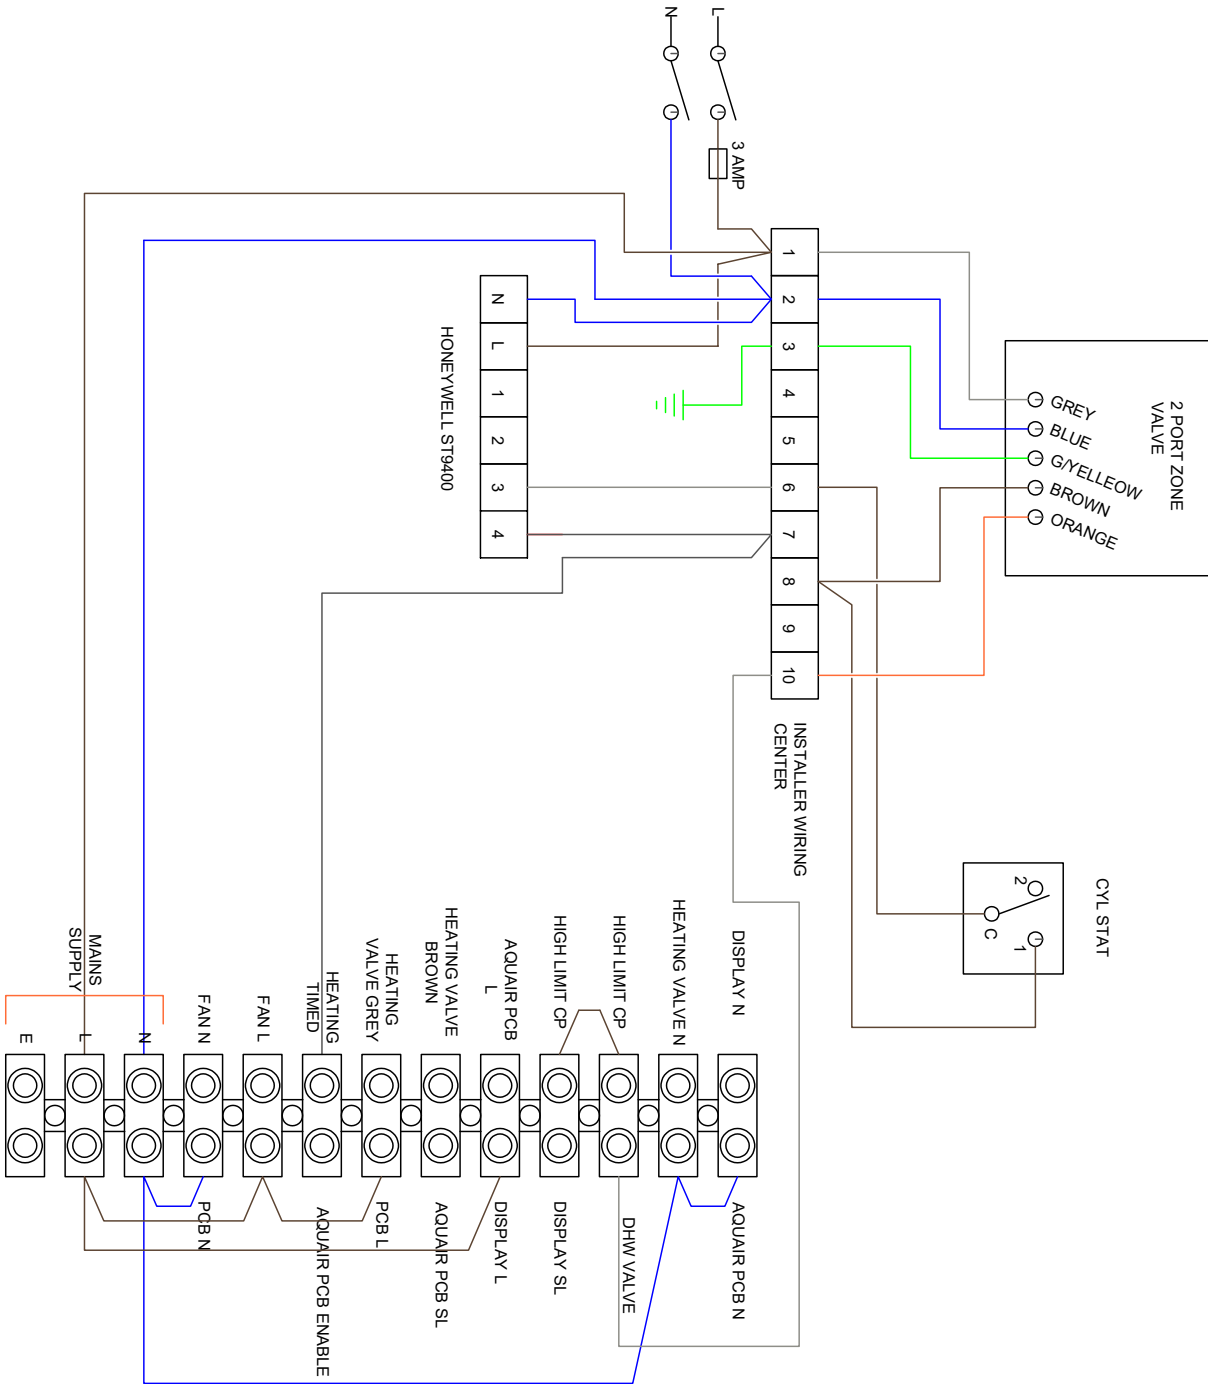 N
L
3 AMP
1
2
3
4
5
6
7
8
9
10
INSTALLER WIRING
CENTER
N
L
1
2
3
4
HONEYWELL ST9400
2 PORT ZONE
VALVE
GREY
BLUE
G/YELLEOW
BROWN
ORANGE
CYL STAT
2
C
1
MAINS
SUPPLY
E
L
N
FAN N
FAN L
HEATING
TIMED
HEATING
VALVE GREY
HEATING VALVE
BROWN
AQUAIR PCB
L
HIGH LIMIT CP
HIGH LIMIT CP
HEATING VALVE N
DISPLAY N
PCB N
AQUAIR PCB ENABLE
PCB L
AQUAIR PCB SL
DISPLAY L
DISPLAY SL
DHW VALVE
AQUAIR PCB N